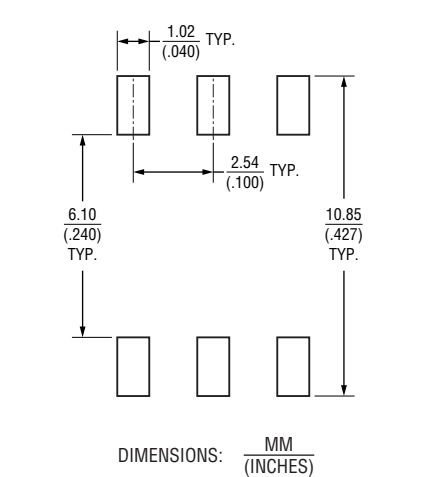 1.02
(.040) TYP.
2.54
(.100) TYP.
6.10
(.240)
TYP.
10.85
(.427)
TYP.
DIMENSIONS: MM
(INCHES)